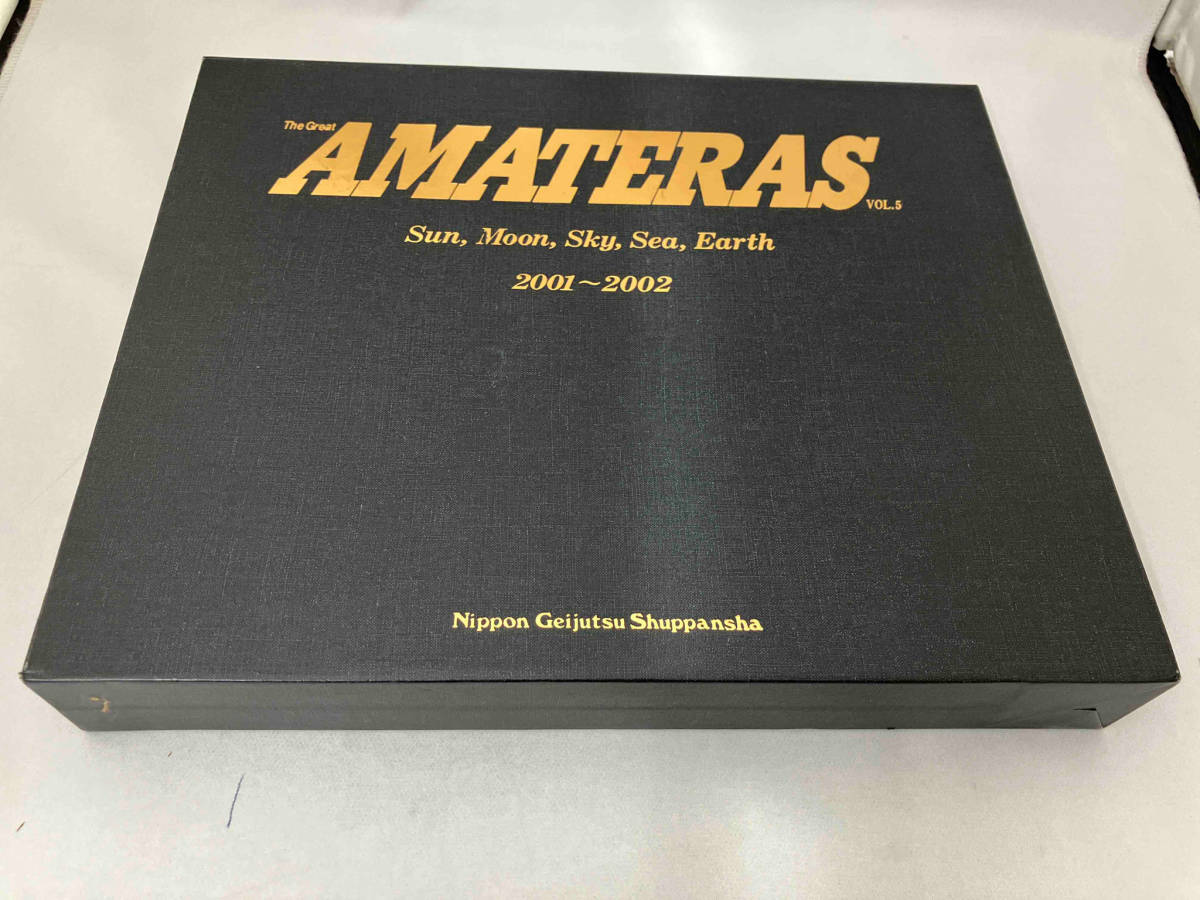 The Great
AMATERAS VOL.5
Sun, Moon, Sky, Sea, Earth
2001~2002
Nippon Geijutsu Shuppansha